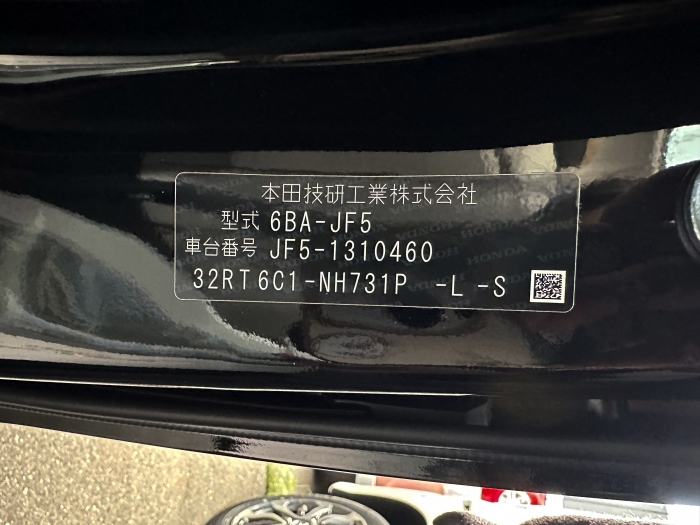 本田技研工業株式会社
型式 6BA-JF5
車台番号 JF5-1310460
32RT6C1-NH731P -L -S